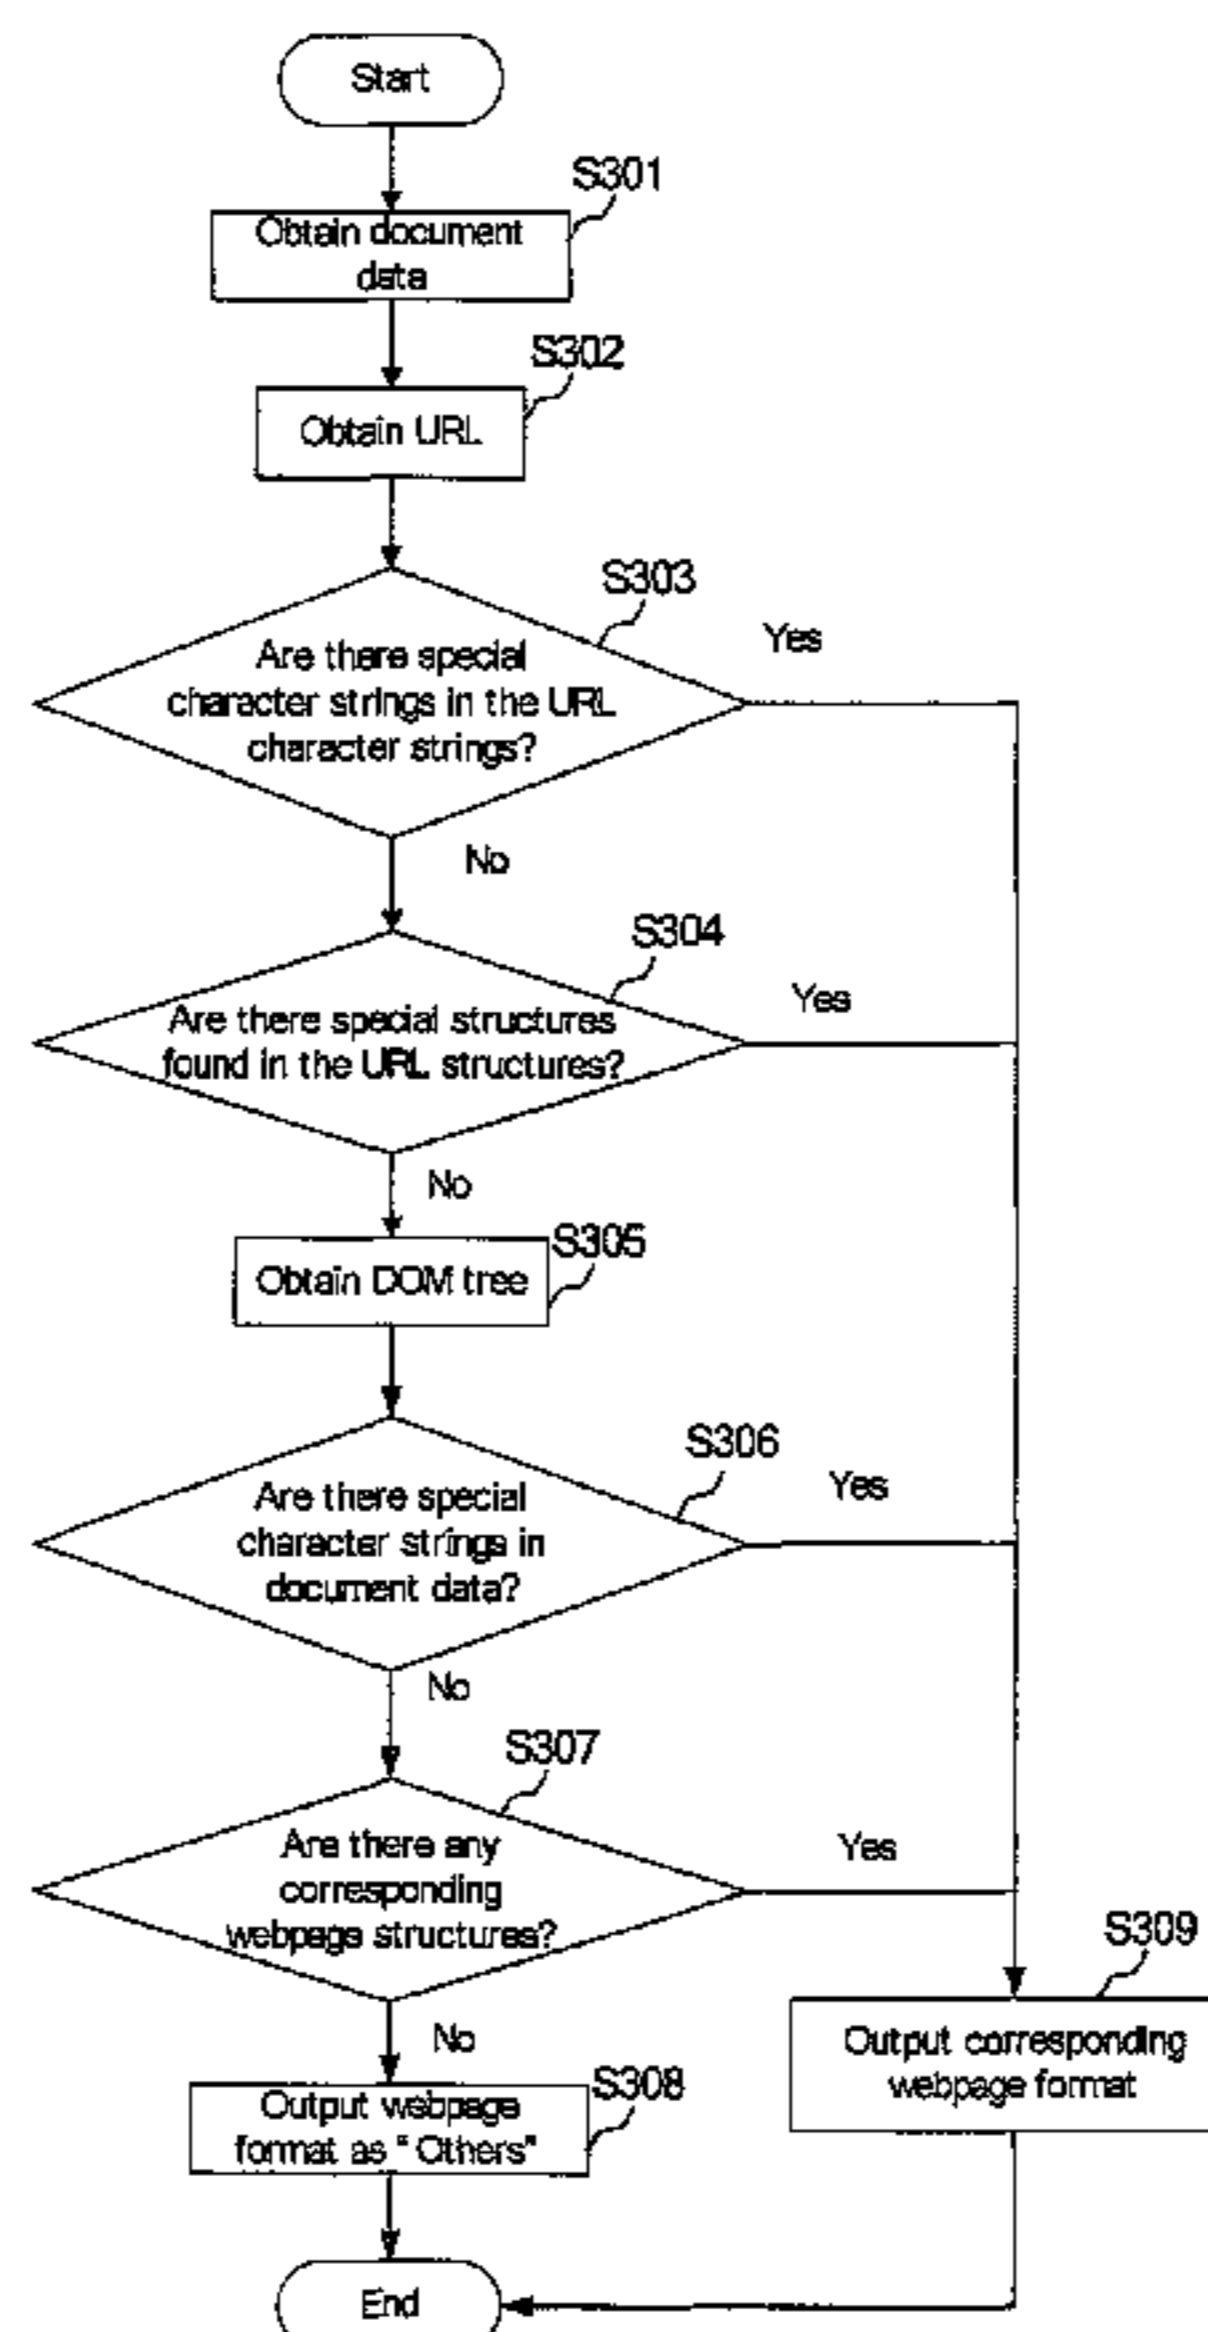 Start
S301
Obtain document
data
S302
Obtain URL
S303
Are there special
character strings in the URL
character strings?
Yes
No
S304
Are there special structures
found in the URL structures?
Yes
No
S305
Obtain DOM tree
S306
Are there special
character strings in
document data?
Yes
No
S307
Are there any
corresponding
webpage structures?
Yes
No
S309
Output corresponding
webpage format
S308
Output webpage
format as "Others"
End